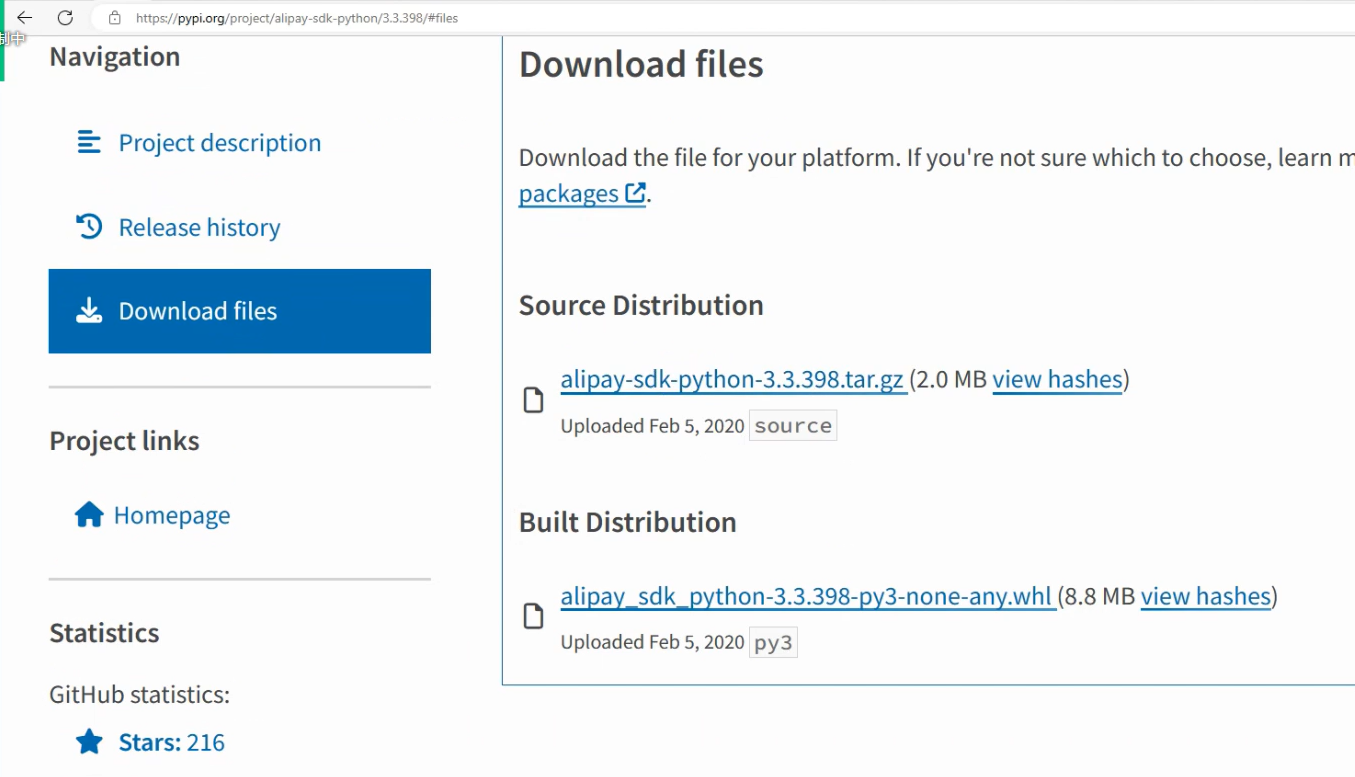 https://pypi.org/project/alipay-sdk-python/3.3.398/#files
制中
Navigation
Project description
Release history
Download files
Project links
Homepage
Statistics
GitHub statistics:
Stars: 216
Download files
Download the file for your platform. If you're not sure which to choose, learn m
packages.
Source Distribution
alipay-sdk-python-3.3.398.tar.gz (2.0 MB view hashes)
Uploaded Feb 5, 2020 source
Built Distribution
alipay_sdk_python-3.3.398-py3-none-any.whl (8.8 MB view hashes)
Uploaded Feb 5, 2020 py3